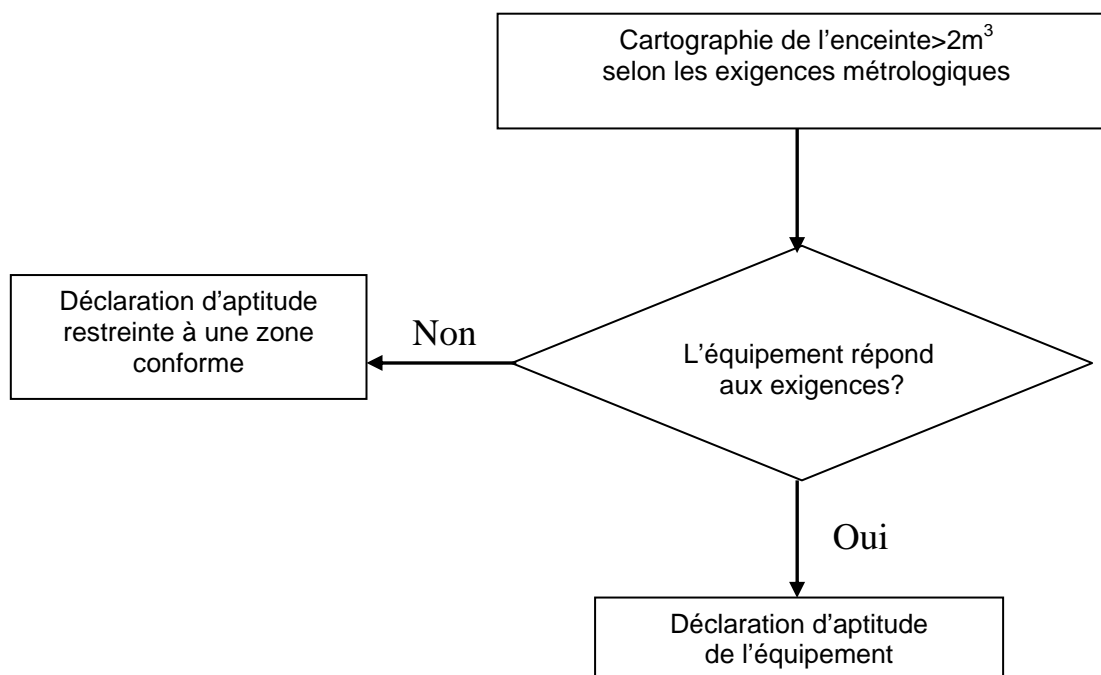 Cartographie de l’enceinte>2m³
selon les exigences métrologiques
Déclaration d’aptitude
restreinte à une zone
conforme
Non
L’équipement répond
aux exigences?
Oui
Déclaration d’aptitude
de l’équipement